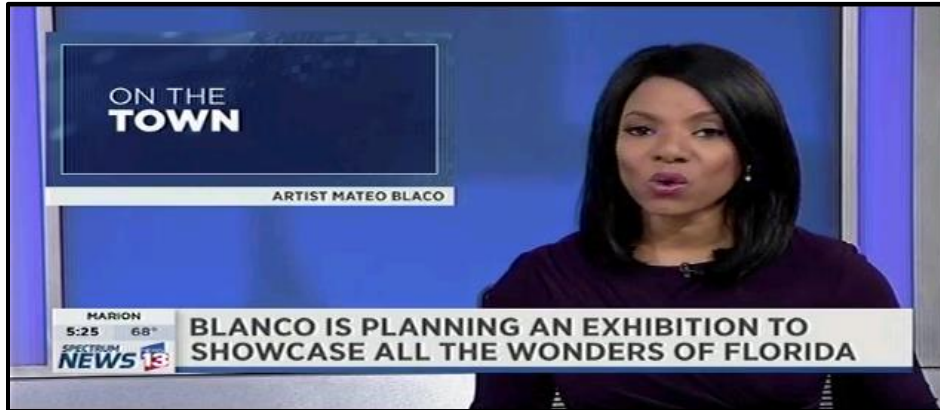 ON THE
TOWN
ARTIST MATEO BLACO
MARION
5:25 68°
SPECTRUM
NEWS 13
BLANCO IS PLANNING AN EXHIBITION TO
SHOWCASE ALL THE WONDERS OF FLORIDA